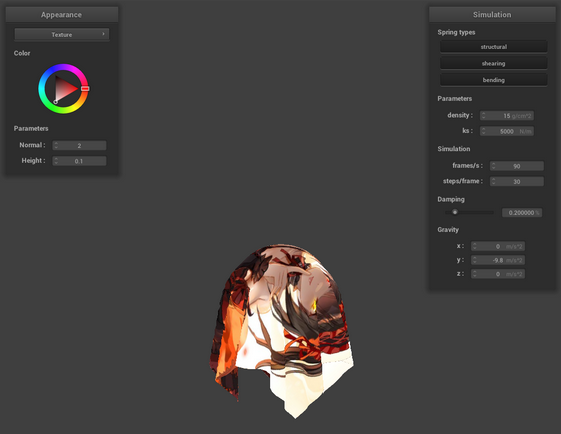 Appearance
Texture
Color
Parameters
Normal : 2
Height : 0.1
Simulation
Spring types
structural
shearing
bending
Parameters
density : 15 g/cm^2
ks : 5000 N/m
Simulation
frames/s : 90
steps/frame : 30
Damping
0.200000 %
Gravity
x : 0 m/s^2
y : -9.8 m/s^2
z : 0 m/s^2